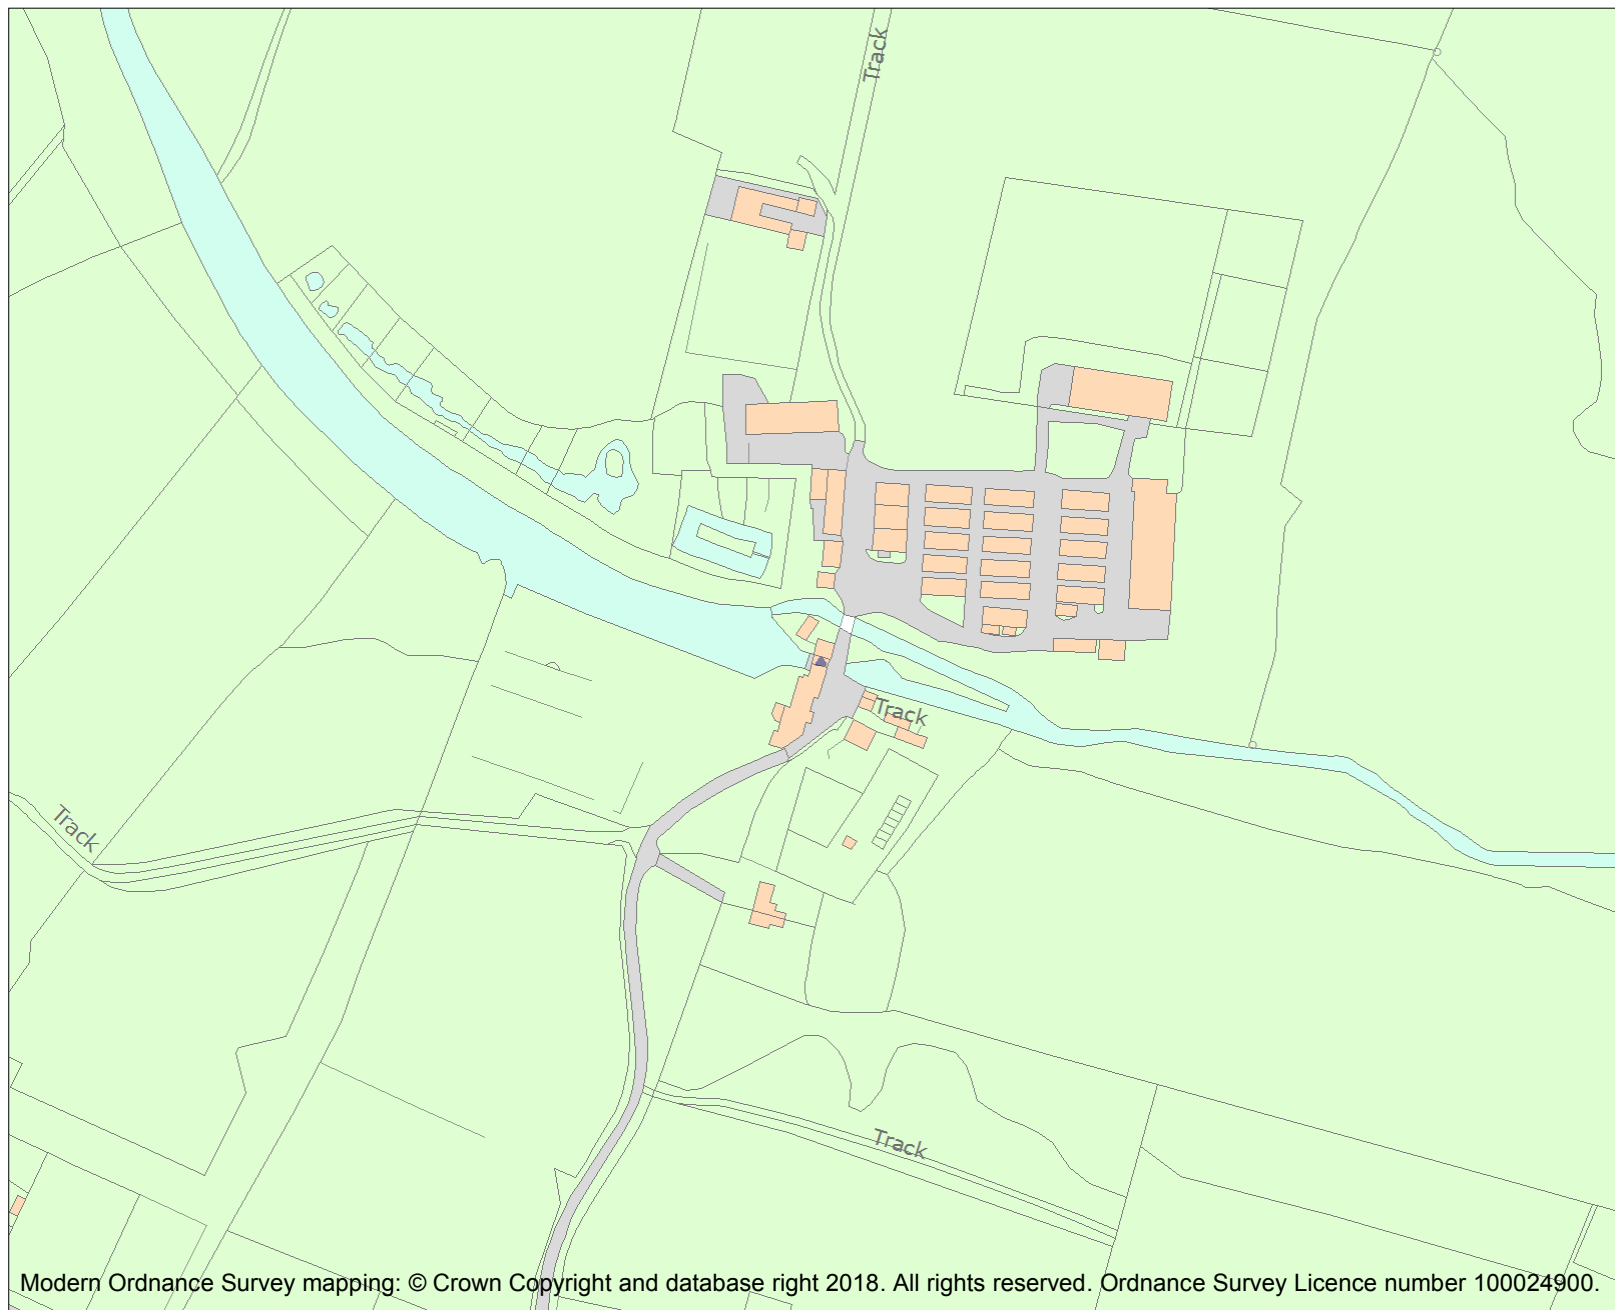 Track
Track
Track
Track
Modern Ordnance Survey mapping: © Crown Copyright and database right 2018. All rights reserved. Ordnance Survey Licence number 100024900.